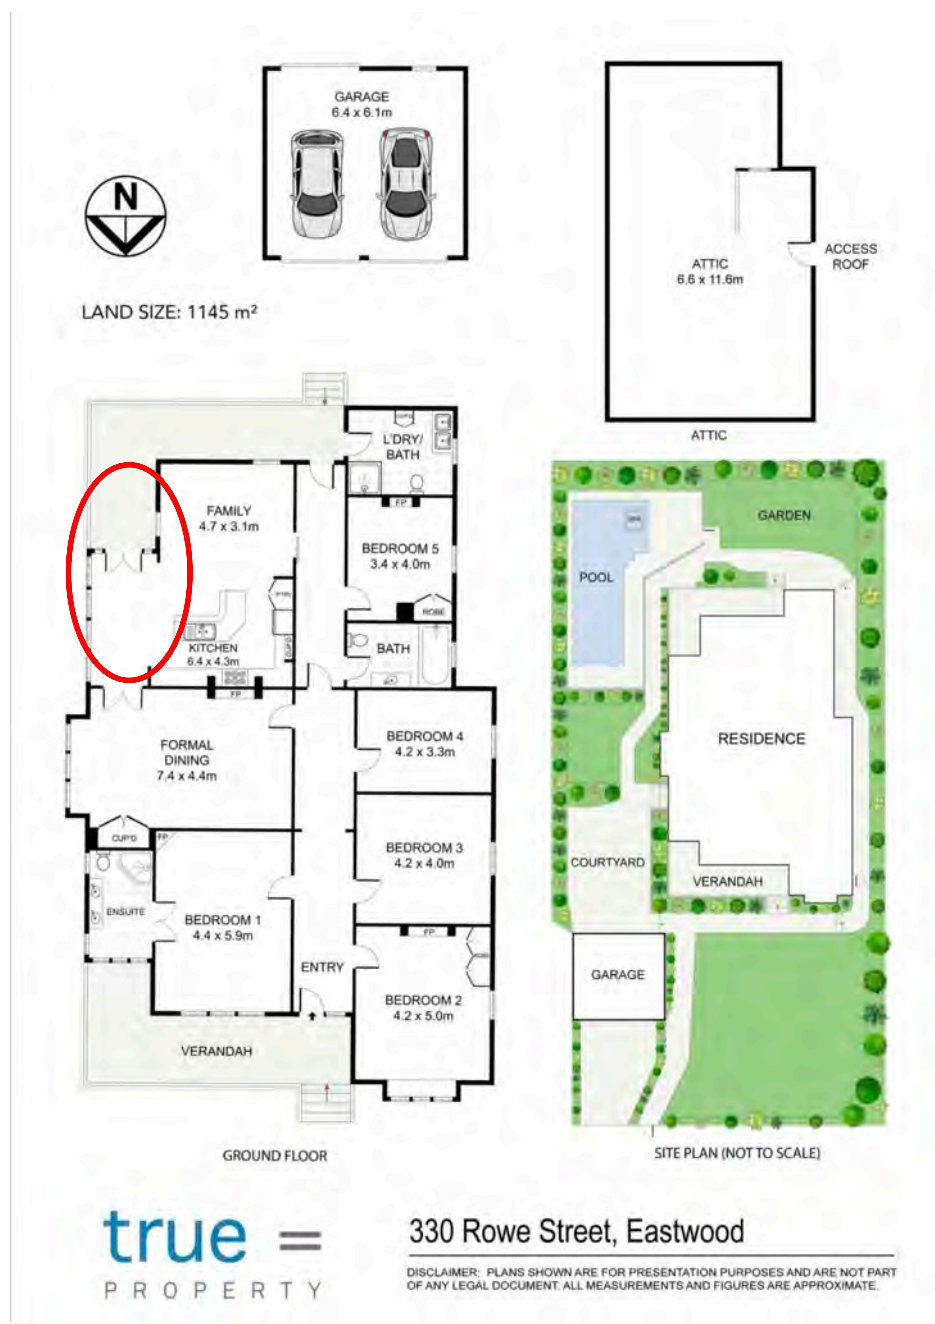 GARAGE
6.4 x 6.1m
N
LAND SIZE: 1145 m²
ATTIC
6.6 x 11.6m
ACCESS
ROOF
ATTIC
CUP'D
L'DRY/
BATH
FAMILY
4.7 x 3.1m
FP
BEDROOM 5
3.4 x 4.0m
ROBE
P'TRY
CUP'D
KITCHEN
6.4 x 4.3m
BATH
FP
FORMAL
DINING
7.4 x 4.4m
BEDROOM 4
4.2 x 3.3m
CUP'D
FP
BEDROOM 3
4.2 x 4.0m
ENSUITE
BEDROOM 1
4.4 x 5.9m
FP
ENTRY
BEDROOM 2
4.2 x 5.0m
VERANDAH
GROUND FLOOR
GARDEN
SPA
POOL
RESIDENCE
COURTYARD
VERANDAH
GARAGE
SITE PLAN (NOT TO SCALE)
true =
PROPERTY
330 Rowe Street, Eastwood
DISCLAIMER: PLANS SHOWN ARE FOR PRESENTATION PURPOSES AND ARE NOT PART
OF ANY LEGAL DOCUMENT. ALL MEASUREMENTS AND FIGURES ARE APPROXIMATE.